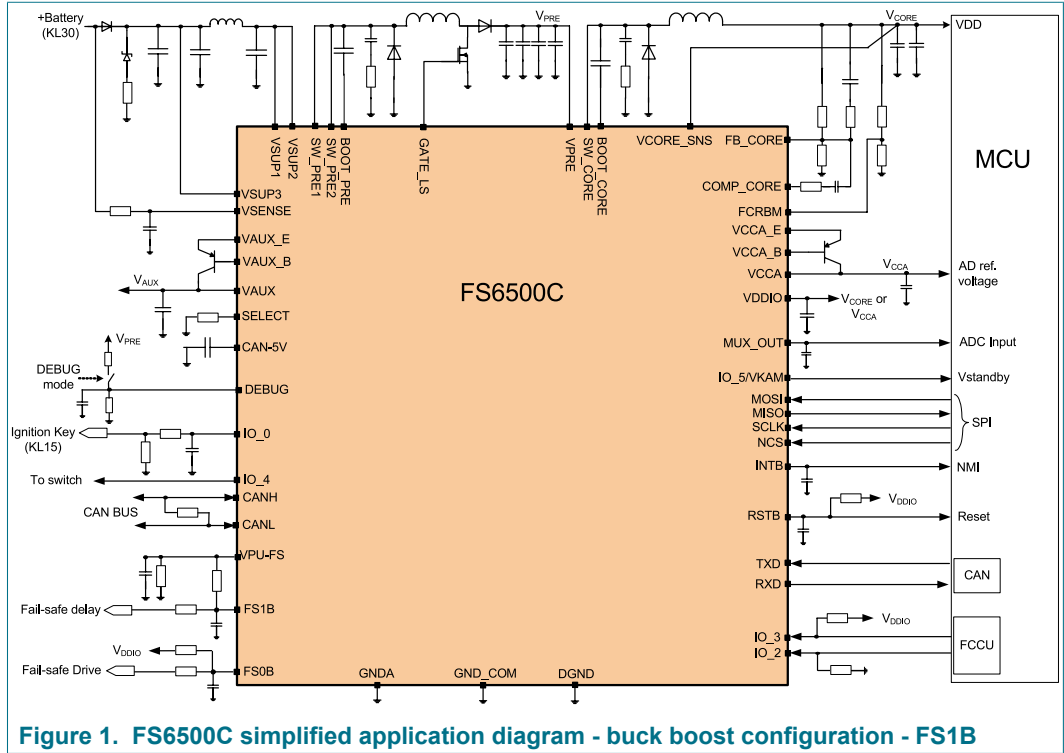 +Battery
(KL30)
VPRE
VCORE
VDD
MCU
VSUP1
VSUP2
SW_PRE1
SW_PRE2
BOOT_PRE
GATE_LS
VPRE
SW_CORE
BOOT_CORE
VCORE_SNS
FB_CORE
COMP_CORE
FCRBM
VCCA_E
VCCA_B
VCCA
VCCA
AD ref.
voltage
VDDIO
VCORE or
VCCA
MUX_OUT
ADC Input
IO_5/VKAM
Vstandby
MOSI
MISO
SCLK
NCS
SPI
INTB
NMI
RSTB
VDDIO
Reset
TXD
RXD
CAN
IO_3
IO_2
VDDIO
FCCU
FS6500C
VSUP3
VSENSE
VAUX_E
VAUX_B
VAUX
VAUX
SELECT
VPRE
CAN-5V
DEBUG
mode
DEBUG
Ignition Key
(KL15)
IO_0
To switch
IO_4
CANH
CAN BUS
CANL
VPU-FS
Fail-safe delay
FS1B
VDDIO
Fail-safe Drive
FS0B
GNDA
GND_COM
DGND
Figure 1. FS6500C simplified application diagram - buck boost configuration - FS1B